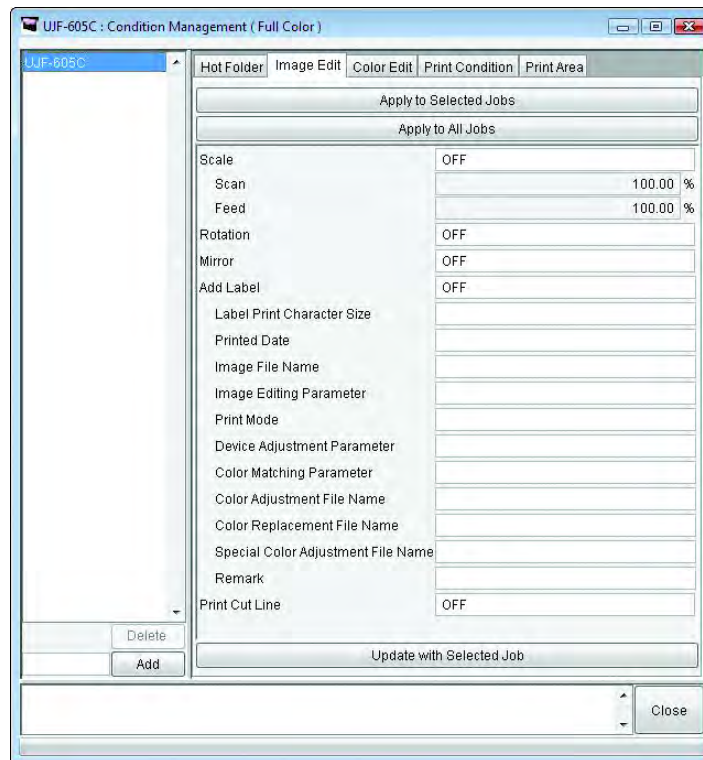 UJF-605C : Condition Management ( Full Color )
UJF-605C
Hot Folder Image Edit Color Edit Print Condition Print Area
Apply to Selected Jobs
Apply to All Jobs
Scale OFF
Scan 100.00 %
Feed 100.00 %
Rotation OFF
Mirror OFF
Add Label OFF
Label Print Character Size
Printed Date
Image File Name
Image Editing Parameter
Print Mode
Device Adjustment Parameter
Color Matching Parameter
Color Adjustment File Name
Color Replacement File Name
Special Color Adjustment File Name
Remark
Print Cut Line OFF
Delete
Add
Update with Selected Job
Close